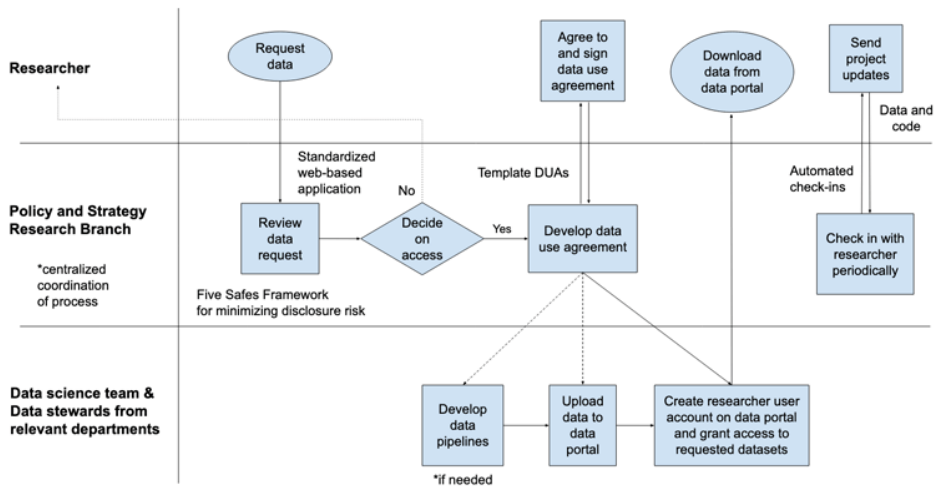 Researcher
Request
data
Agree to
and sign
data use
agreement
Download
data from
data portal
Send
project
updates
Data and
code
Standardized
web-based
application
No
Template DUAs
Automated
check-ins
Policy and Strategy
Research Branch
*centralized
coordination
of process
Review
data
request
Decide
on
access
Yes
Develop data
use agreement
Check in with
researcher
periodically
Five Safes Framework
for minimizing disclosure risk
Data science team &
Data stewards from
relevant departments
Develop
data
pipelines
*if needed
Upload
data to
data
portal
Create researcher user
account on data portal
and grant access to
requested datasets